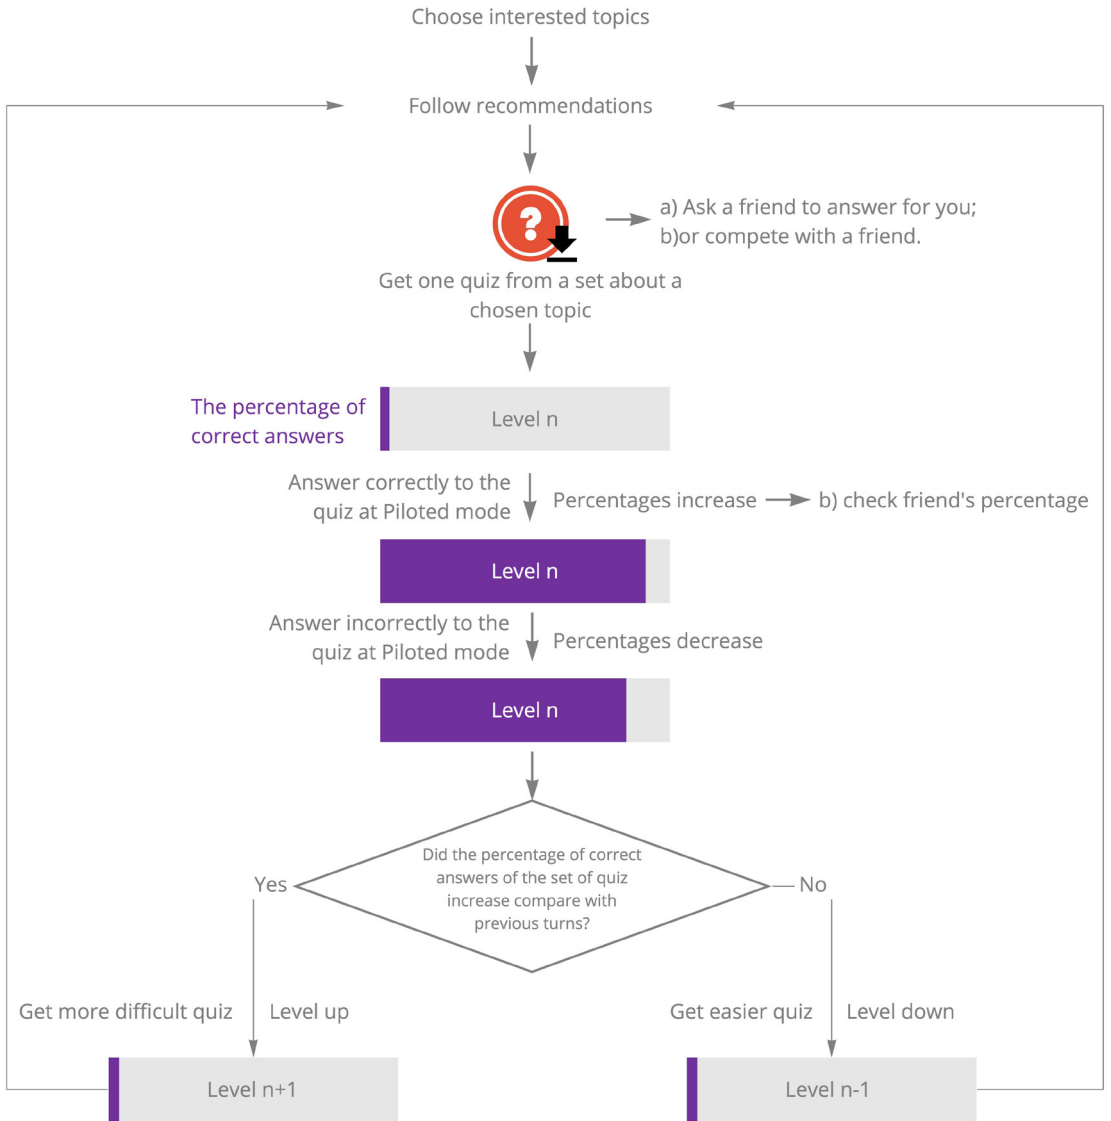 Choose interested topics
Follow recommendations
?
a) Ask a friend to answer for you;
b)or compete with a friend.
Get one quiz from a set about a
chosen topic
The percentage of
correct answers
Level n
Answer correctly to the
quiz at Piloted mode
Percentages increase
b) check friend's percentage
Level n
Answer incorrectly to the
quiz at Piloted mode
Percentages decrease
Level n
Did the percentage of correct
answers of the set of quiz
increase compare with
previous turns?
Yes
No
Get more difficult quiz
Level up
Get easier quiz
Level down
Level n+1
Level n-1